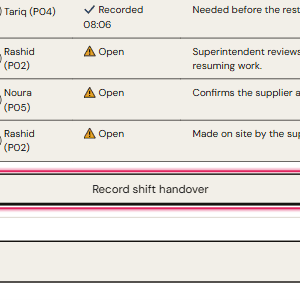 Tariq (P04) Recorded Needed before the rest
08:06
Rashid Open Superintendent reviews
(P02) resuming work.
Noura Open Confirms the supplier a
(P05)
Rashid Open Made on site by the sup
(P02)
Record shift handover